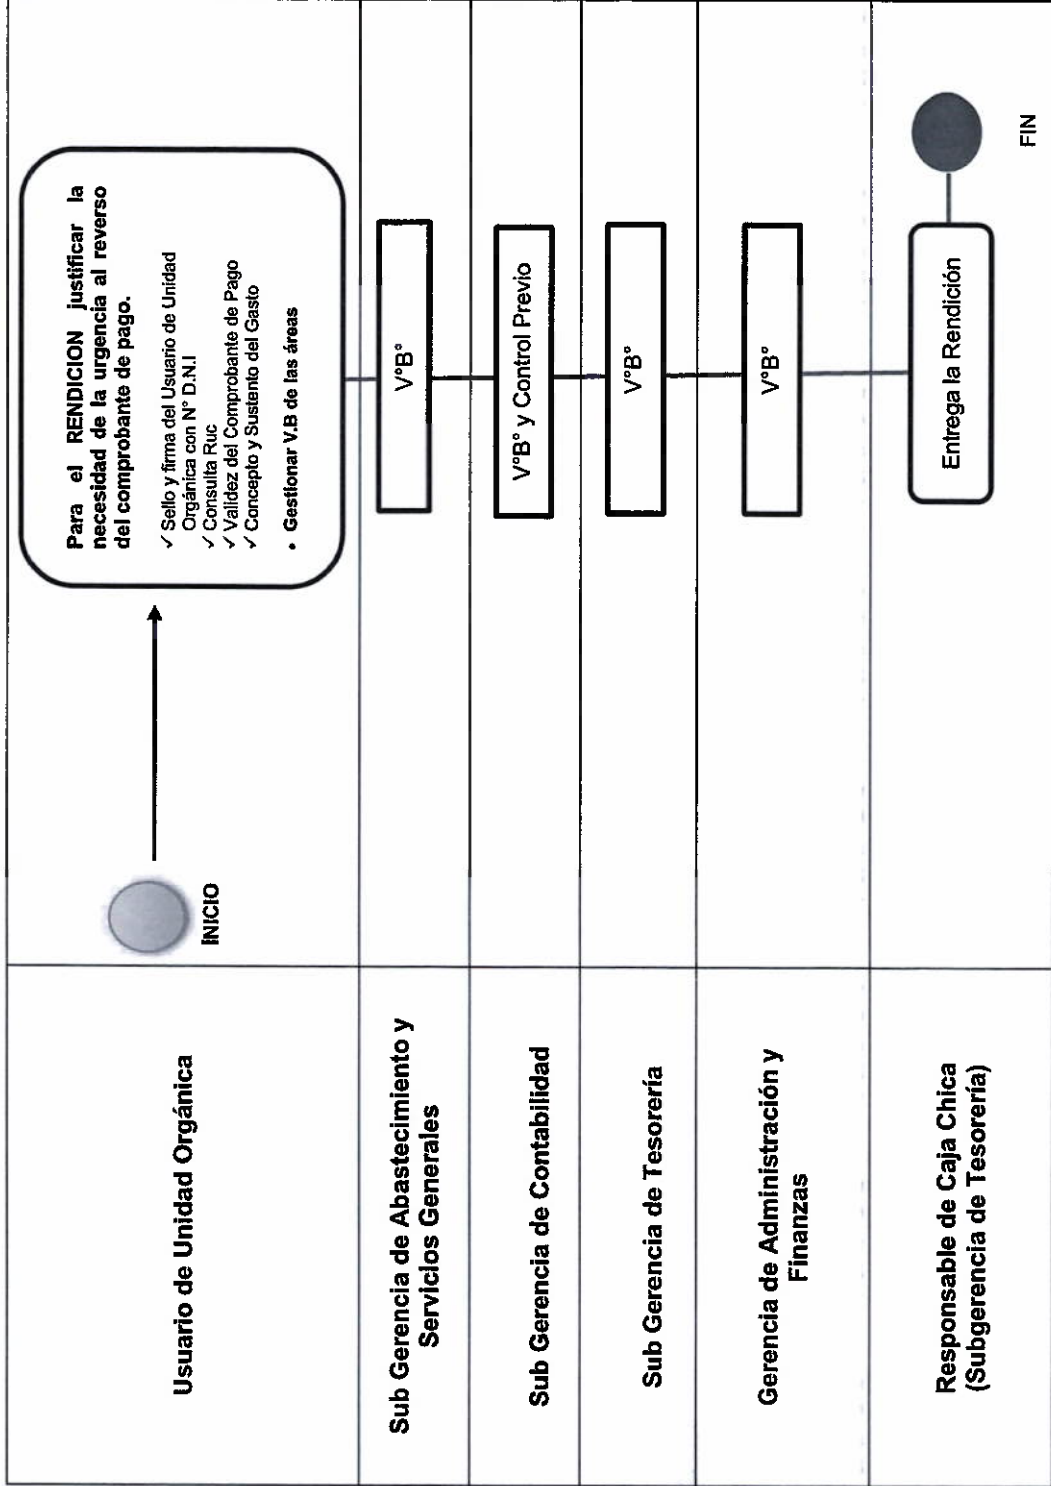 Usuario de Unidad Orgánica
INICIO
Para el RENDICION justificar la
necesidad de la urgencia al reverso
del comprobante de pago.
✓ Sello y firma del Usuario de Unidad
Orgánica con N° D.N.I
✓ Consulta Ruc
✓ Validez del Comprobante de Pago
✓ Concepto y Sustento del Gasto
• Gestionar V.B de las áreas
Sub Gerencia de Abastecimiento y
Servicios Generales
V°B°
Sub Gerencia de Contabilidad
V°B° y Control Previo
Sub Gerencia de Tesorería
V°B°
Gerencia de Administración y
Finanzas
V°B°
Responsable de Caja Chica
(Subgerencia de Tesorería)
Entrega la Rendición
FIN